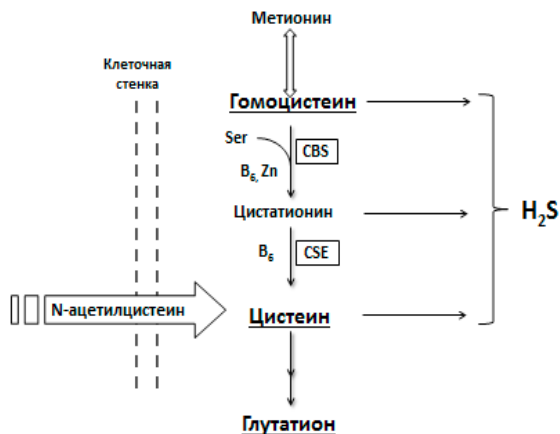 Метионин
Клеточная
стенка
Гомоцистеин
Ser
CBS
B₆, Zn
H₂S
Цистатионин
B₆
CSE
N-ацетилцистеин
Цистеин
Глутатион